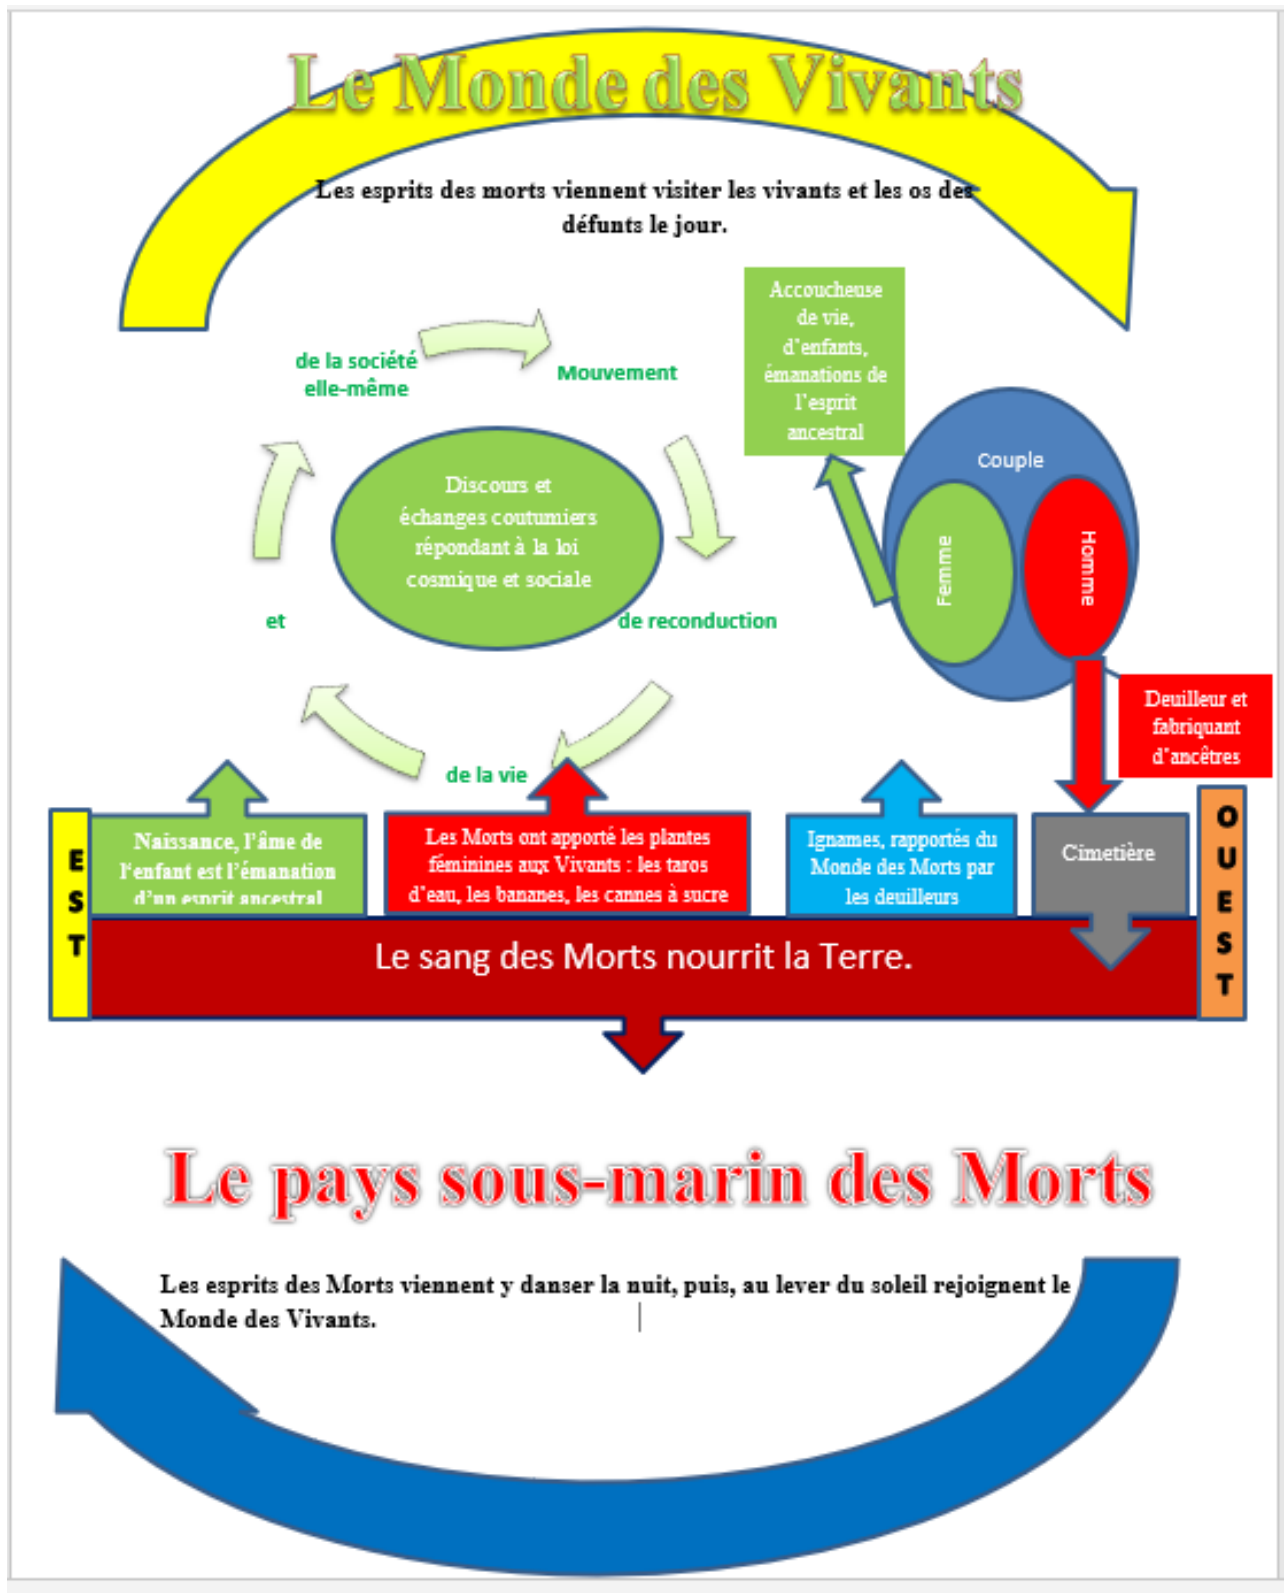 Le Monde des Vivants
Les esprits des morts viennent visiter les vivants et les os des
défunts le jour.
Accoucheuse
de vie,
d'enfants,
émanations de
l'esprit
ancestral
de la société
elle-même
Mouvement
Couple
Discours et
échanges coutumiers
répondant à la loi
cosmique et sociale
Femme
Homme
et
de reconduction
Deuilleur et
fabriquant
d'ancêtres
de la vie
EST
Naissance, l'âme de
l'enfant est l'émanation
d'un esprit ancestral
Les Morts ont apporté les plantes
féminines aux Vivants : les taros
d'eau, les bananes, les cannes à sucre
Ignames, rapportés du
Monde des Morts par
les deuilleurs
Cimetière
OUEST
Le sang des Morts nourrit la Terre.
Le pays sous-marin des Morts
Les esprits des Morts viennent y danser la nuit, puis, au lever du soleil rejoignent le
Monde des Vivants.